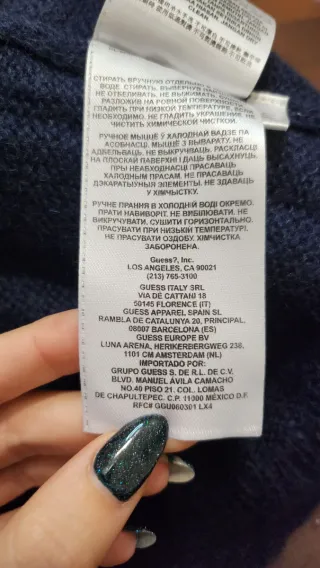 CLEAN
СТИРАТЬ ВРУЧНУЮ ОТДЕЛЬНО
ВОДЕ. СТИРАТЬ, ВЫВЕРНУВ
НЕ ОТБЕЛИВАТЬ. НЕ ВЫЖИМАТЬ.
РАЗЛОЖИВ НА РОВНОЙ ПОВЕРХНОСТИ.
ГЛАДИТЬ ПРИ НИЗКОЙ ТЕМПЕРАТУРЕ, ЕСЛИ
НЕОБХОДИМО. НЕ ГЛАДИТЬ УКРАШЕНИЕ. НЕ
ЧИСТИТЬ ХИМИЧЕСКОЙ ЧИСТКОЙ.
РУЧНОЕ МЫЦЦЁ Ў ХАЛОДНАЙ ВАДЗЕ ПА
АСОБНАСЦІ. МЫЦЦЁ З ВЫВАРАТУ. НЕ
АДБЕЛЬВАЦЬ. НЕ ВЫКРУЧВАЦЬ. РАСКЛАСЦІ
НА ПЛОСКАЙ ПАВЕРХНІ І ДАЦЬ ВЫСАХНУЦЬ.
ПРЫ НЕАБХОДНАСЦІ ПРАСАВАЦЬ
ХАЛОДНЫМ ПРАСАМ. НЕ ПРАСАВАЦЬ
ДЭКАРАТЫЎНЫЯ ЭЛЕМЕНТЫ. НЕ ЗДАВАЦЬ
У ХІМЧЫСТКУ.
РУЧНЕ ПРАННЯ В ХОЛОДНІЙ ВОДІ ОКРЕМО.
ПРАТИ НАВИВОРІТ. НЕ ВИБІЛЮВАТИ. НЕ
ВИКРУЧУВАТИ. СУШИТИ ГОРИЗОНТАЛЬНО.
ПРАСУВАТИ ПРИ НИЗЬКІЙ ТЕМПЕРАТУРІ.
НЕ ПРАСУВАТИ ОЗДОБУ. ХІМЧИСТКА
ЗАБОРОНЕНА.
Guess?, Inc.
LOS ANGELES, CA 90021
(213) 765-3100
GUESS ITALY SRL
VIA DE CATTANI 18
50145 FLORENCE (IT)
GUESS APPAREL SPAIN SL
RAMBLA DE CATALUNYA 20, PRINCIPAL.
08007 BARCELONA (ES)
GUESS EUROPE BV
LUNA ARENA, HERIKERBERGWEG 238,
1101 CM AMSTERDAM (NL)
IMPORTADO POR:
GRUPO GUESS S. DE R.L. DE C.V.
BLVD. MANUEL ÁVILA CAMACHO
NO.40 PISO 21. COL. LOMAS
DE CHAPULTEPEC. C.P. 11000 MÉXICO D.F.
RFC# GGU060301 LX4